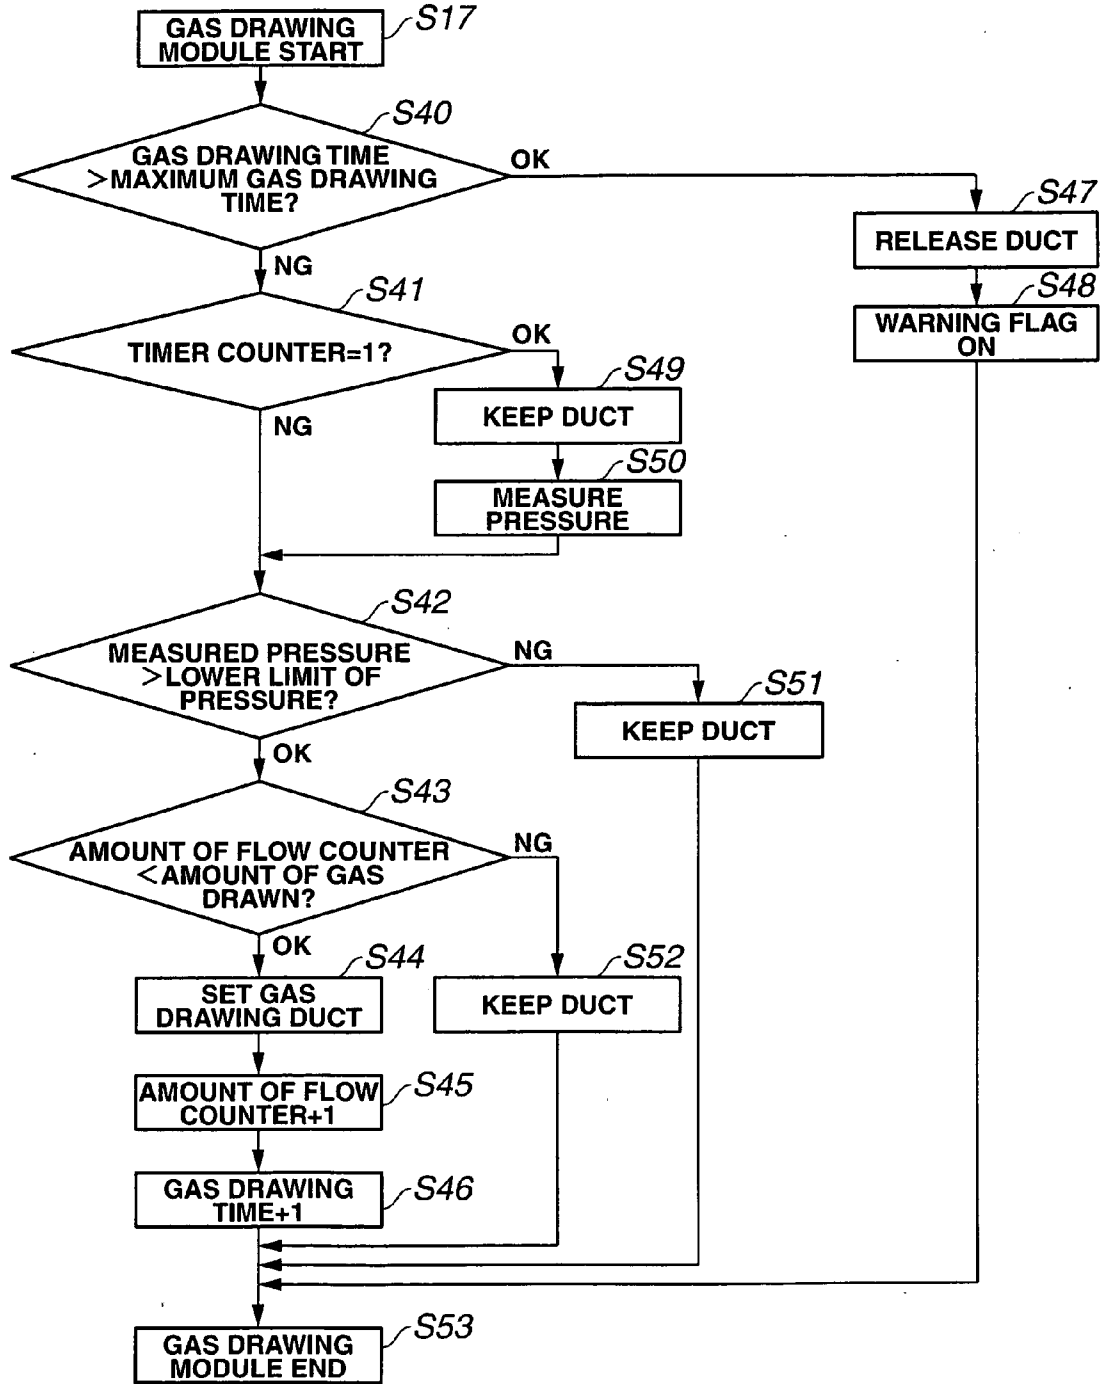 GAS DRAWING
MODULE START
S17
S40
GAS DRAWING TIME
>MAXIMUM GAS DRAWING
TIME?
OK
NG
S47
RELEASE DUCT
S48
WARNING FLAG
ON
S41
TIMER COUNTER=1?
OK
NG
S49
KEEP DUCT
S50
MEASURE
PRESSURE
S42
MEASURED PRESSURE
>LOWER LIMIT OF
PRESSURE?
NG
OK
S51
KEEP DUCT
S43
AMOUNT OF FLOW COUNTER
<AMOUNT OF GAS
DRAWN?
NG
OK
S44
SET GAS
DRAWING DUCT
S52
KEEP DUCT
AMOUNT OF FLOW
COUNTER+1
S45
GAS DRAWING
TIME+1
S46
GAS DRAWING
MODULE END
S53